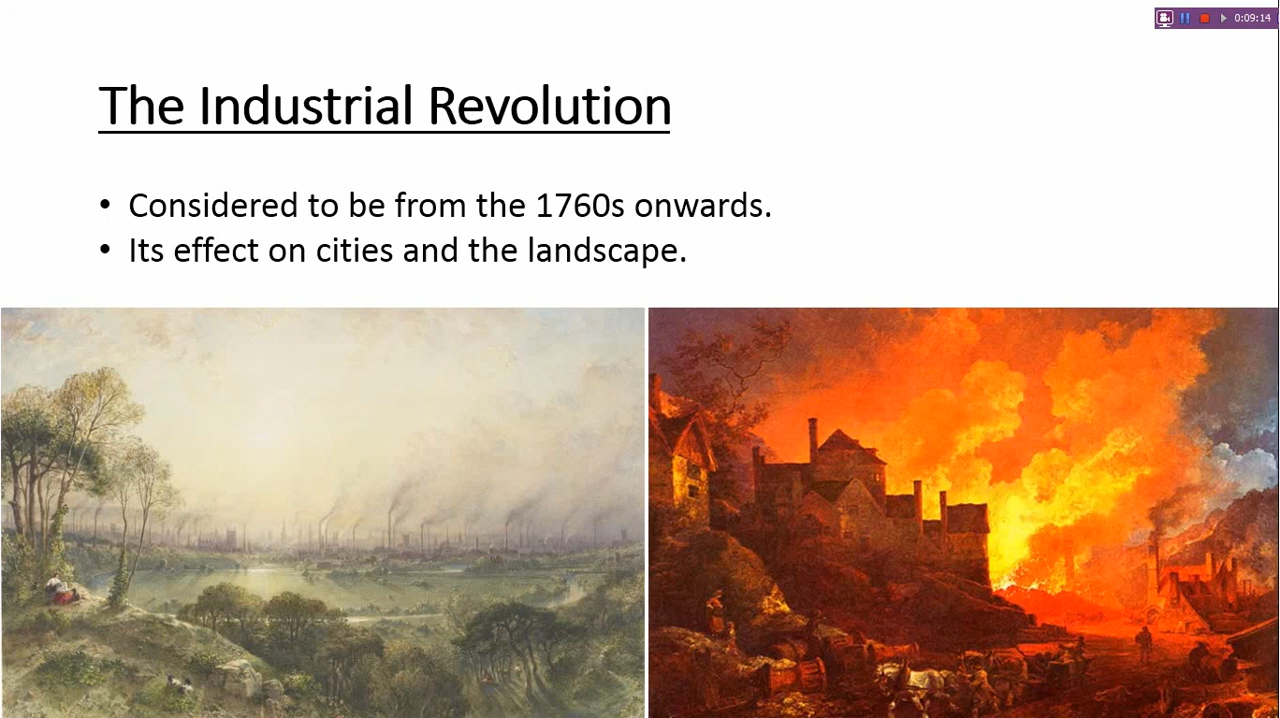 0:09:14
The Industrial Revolution
• Considered to be from the 1760s onwards.
• Its effect on cities and the landscape.